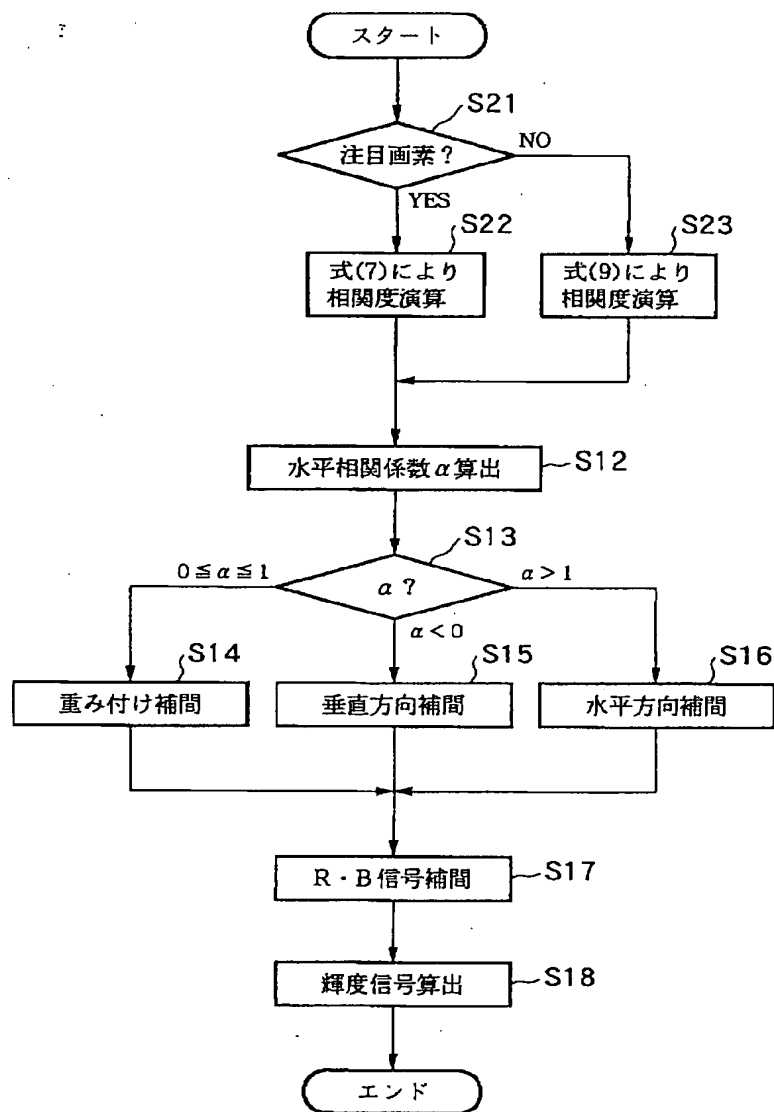 スタート
S21
注目画素?
NO
YES
S22
S23
式(7)により
相関度演算
式(9)により
相関度演算
水平相関係数α算出
S12
S13
0≦α≦1
α?
α>1
α<0
S14
S15
S16
重み付け補間
垂直方向補間
水平方向補間
R・B信号補間
S17
輝度信号算出
S18
エンド